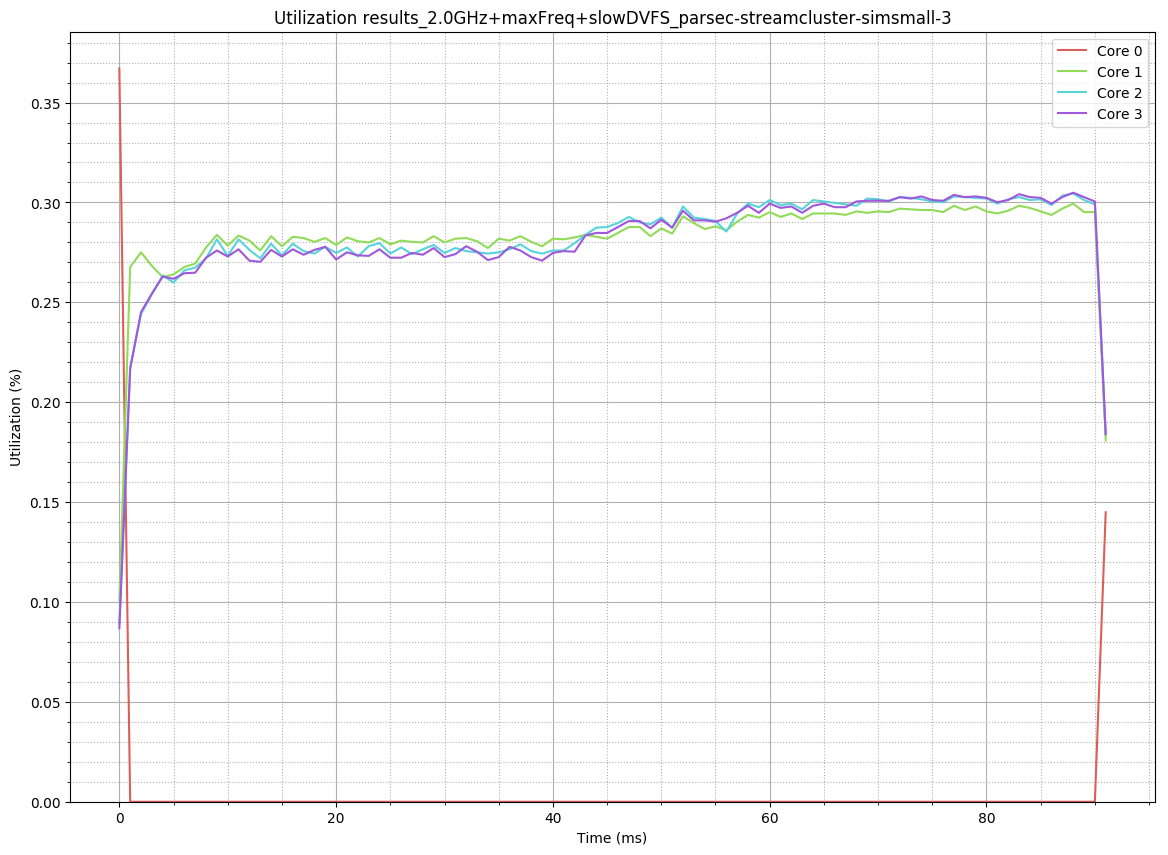 Utilization results_2.0GHz+maxFreq+slowDVFS_parsec-streamcluster-simsmall-3
Core 0
Core 1
Core 2
Core 3
0.35
0.30
0.25
0.20
0.15
0.10
0.05
0.00
Utilization (%)
0 20 40 60 80
Time (ms)